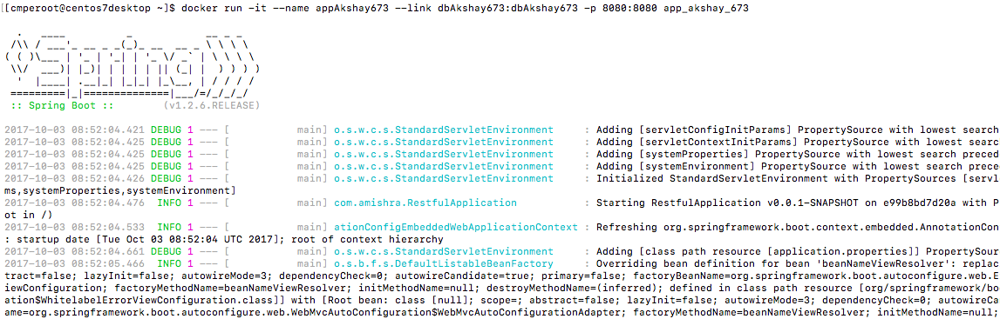 [[cmperoot@centos7desktop ~]$ docker run -it --name appAkshay673 --link dbAkshay673:dbAkshay673 -p 8080:8080 app_akshay_673
  .   ____          _            __ _ _
 /\\ / ___'_ __ _ _(_)_ __  __ _ \ \ \ \
( ( )\___ | '_ | '_| | '_ \/ _` | \ \ \ \
 \\/  ___)| |_)| | | | | || (_| |  ) ) ) )
  '  |____| .__|_| |_|_| |_\__, | / / / /
 =========|_|==============|___/=/_/_/_/
 :: Spring Boot ::        (v1.2.6.RELEASE)
2017-10-03 08:52:04.421 DEBUG 1 --- [           main] o.s.w.c.s.StandardServletEnvironment     : Adding [servletConfigInitParams] PropertySource with lowest search
2017-10-03 08:52:04.425 DEBUG 1 --- [           main] o.s.w.c.s.StandardServletEnvironment     : Adding [servletContextInitParams] PropertySource with lowest searc
2017-10-03 08:52:04.425 DEBUG 1 --- [           main] o.s.w.c.s.StandardServletEnvironment     : Adding [systemProperties] PropertySource with lowest search preced
2017-10-03 08:52:04.426 DEBUG 1 --- [           main] o.s.w.c.s.StandardServletEnvironment     : Adding [systemEnvironment] PropertySource with lowest search prece
2017-10-03 08:52:04.426 DEBUG 1 --- [           main] o.s.w.c.s.StandardServletEnvironment     : Initialized StandardServletEnvironment with PropertySources [servl
ms,systemProperties,systemEnvironment]
2017-10-03 08:52:04.476  INFO 1 --- [           main] com.amishra.RestfulApplication           : Starting RestfulApplication v0.0.1-SNAPSHOT on e99b8bd7d20a with P
ot in /)
2017-10-03 08:52:04.533  INFO 1 --- [           main] ationConfigEmbeddedWebApplicationContext : Refreshing org.springframework.boot.context.embedded.AnnotationCon
: startup date [Tue Oct 03 08:52:04 UTC 2017]; root of context hierarchy
2017-10-03 08:52:04.661 DEBUG 1 --- [           main] o.s.w.c.s.StandardServletEnvironment     : Adding [class path resource [application.properties]] PropertySour
2017-10-03 08:52:05.466  INFO 1 --- [           main] o.s.b.f.s.DefaultListableBeanFactory     : Overriding bean definition for bean 'beanNameViewResolver': replac
tract=false; lazyInit=false; autowireMode=3; dependencyCheck=0; autowireCandidate=true; primary=false; factoryBeanName=org.springframework.boot.autoconfigure.web.E
iewConfiguration; factoryMethodName=beanNameViewResolver; initMethodName=null; destroyMethodName=(inferred); defined in class path resource [org/springframework/bo
ation$WhitelabelErrorViewConfiguration.class]] with [Root bean: class [null]; scope=; abstract=false; lazyInit=false; autowireMode=3; dependencyCheck=0; autowireCa
ame=org.springframework.boot.autoconfigure.web.WebMvcAutoConfiguration$WebMvcAutoConfigurationAdapter; factoryMethodName=beanNameViewResolver; initMethodName=null;